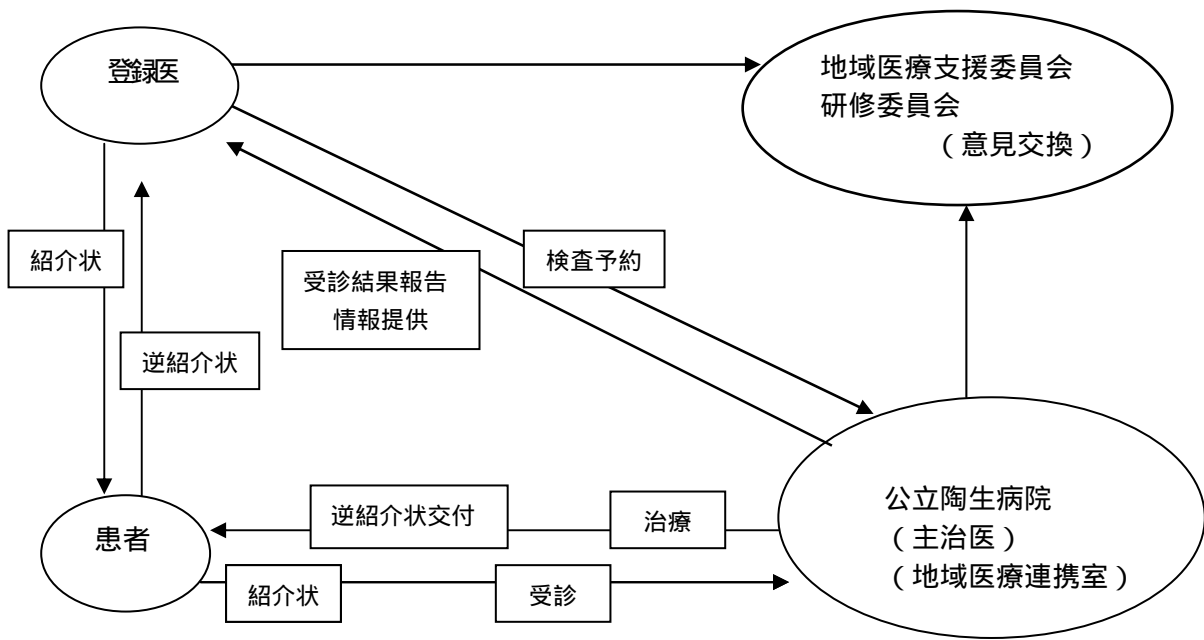 登録医
地域医療支援委員会
研修委員会
（意見交換）
紹介状
検査予約
受診結果報告
情報提供
逆紹介状
患者
逆紹介状交付
治療
公立陶生病院
（主治医）
（地域医療連携室）
紹介状
受診